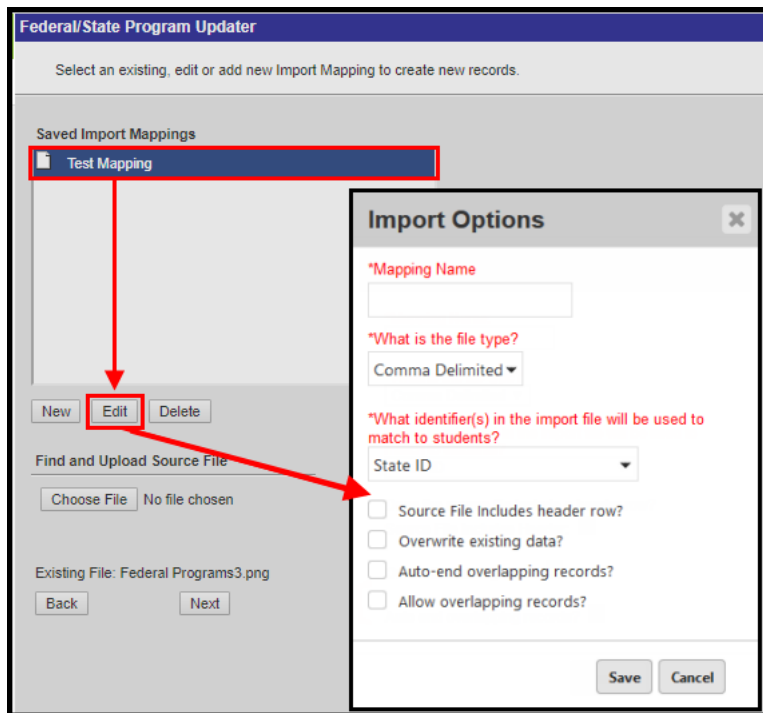 Federal/State Program Updater
Select an existing, edit or add new Import Mapping to create new records.
Saved Import Mappings
Test Mapping
New Edit Delete
Find and Upload Source File
Choose File No file chosen
Existing File: Federal Programs3.png
Back Next
Import Options
*Mapping Name
*What is the file type?
Comma Delimited
*What identifier(s) in the import file will be used to
match to students?
State ID
Source File Includes header row?
Overwrite existing data?
Auto-end overlapping records?
Allow overlapping records?
Save Cancel